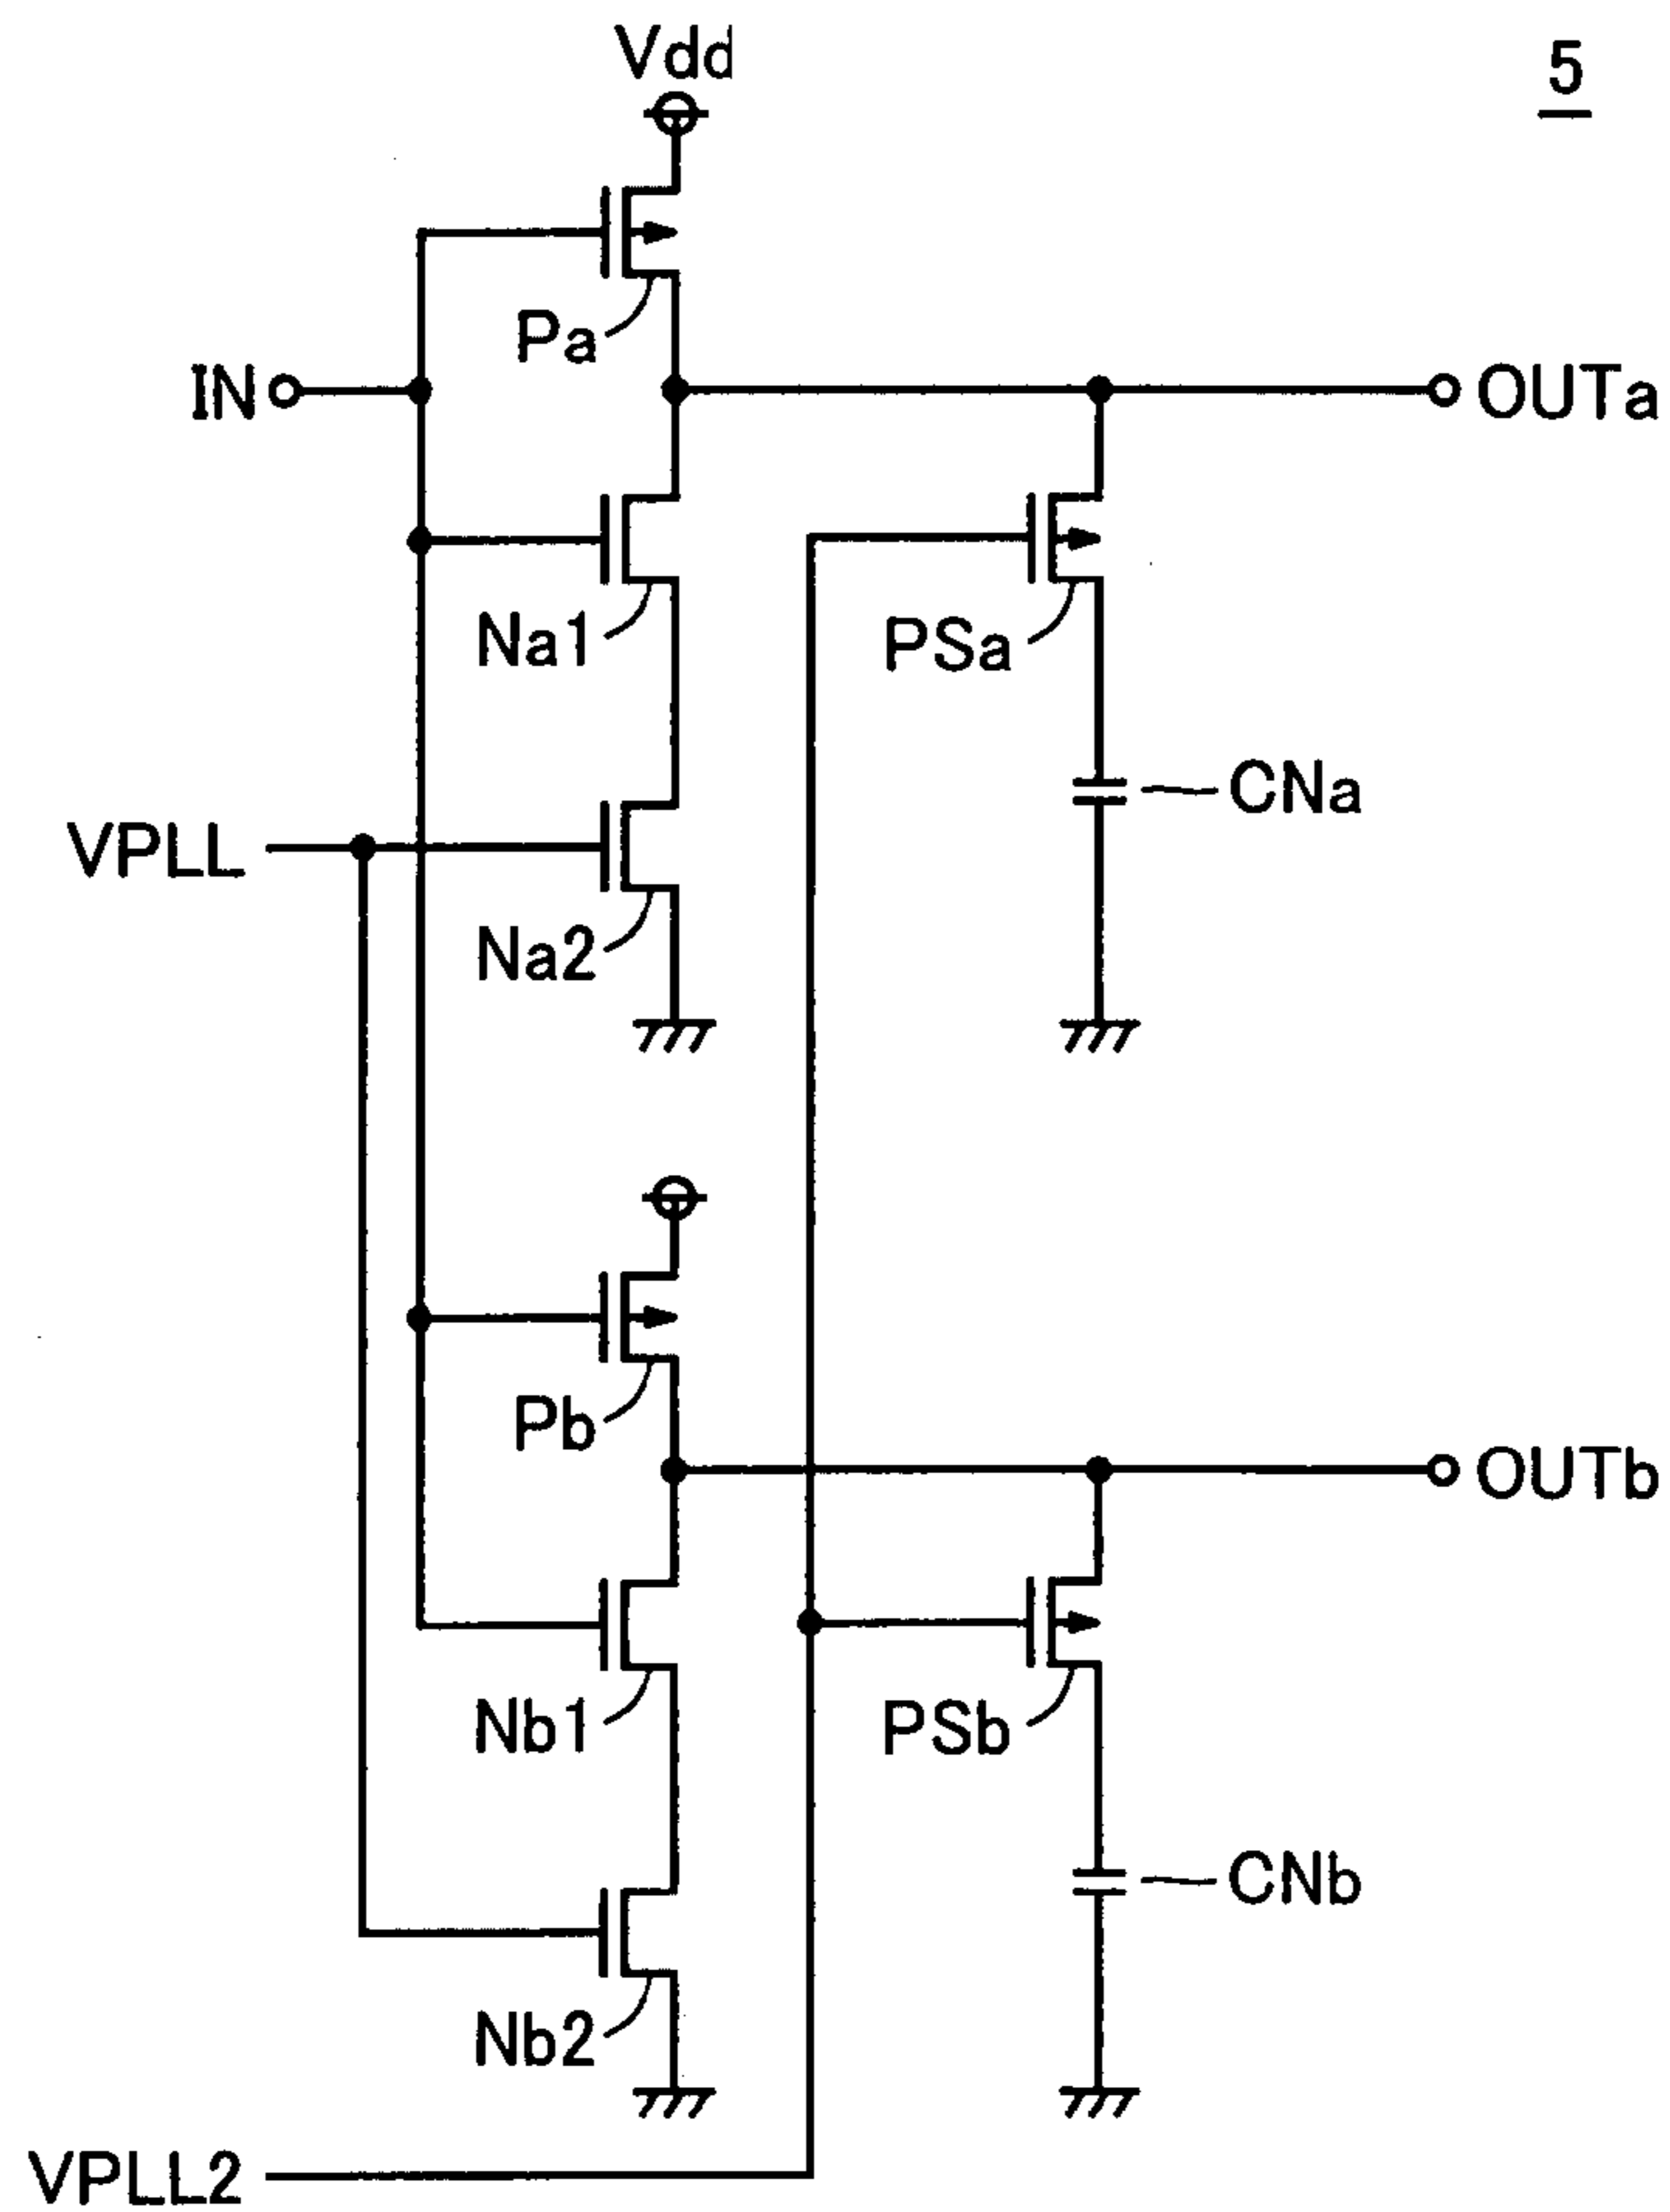 Vdd
5
Pa
IN
OUTa
Na1
PSa
CNa
VPLL
Na2
Pb
OUTb
Nb1
PSb
CNb
Nb2
VPLL2